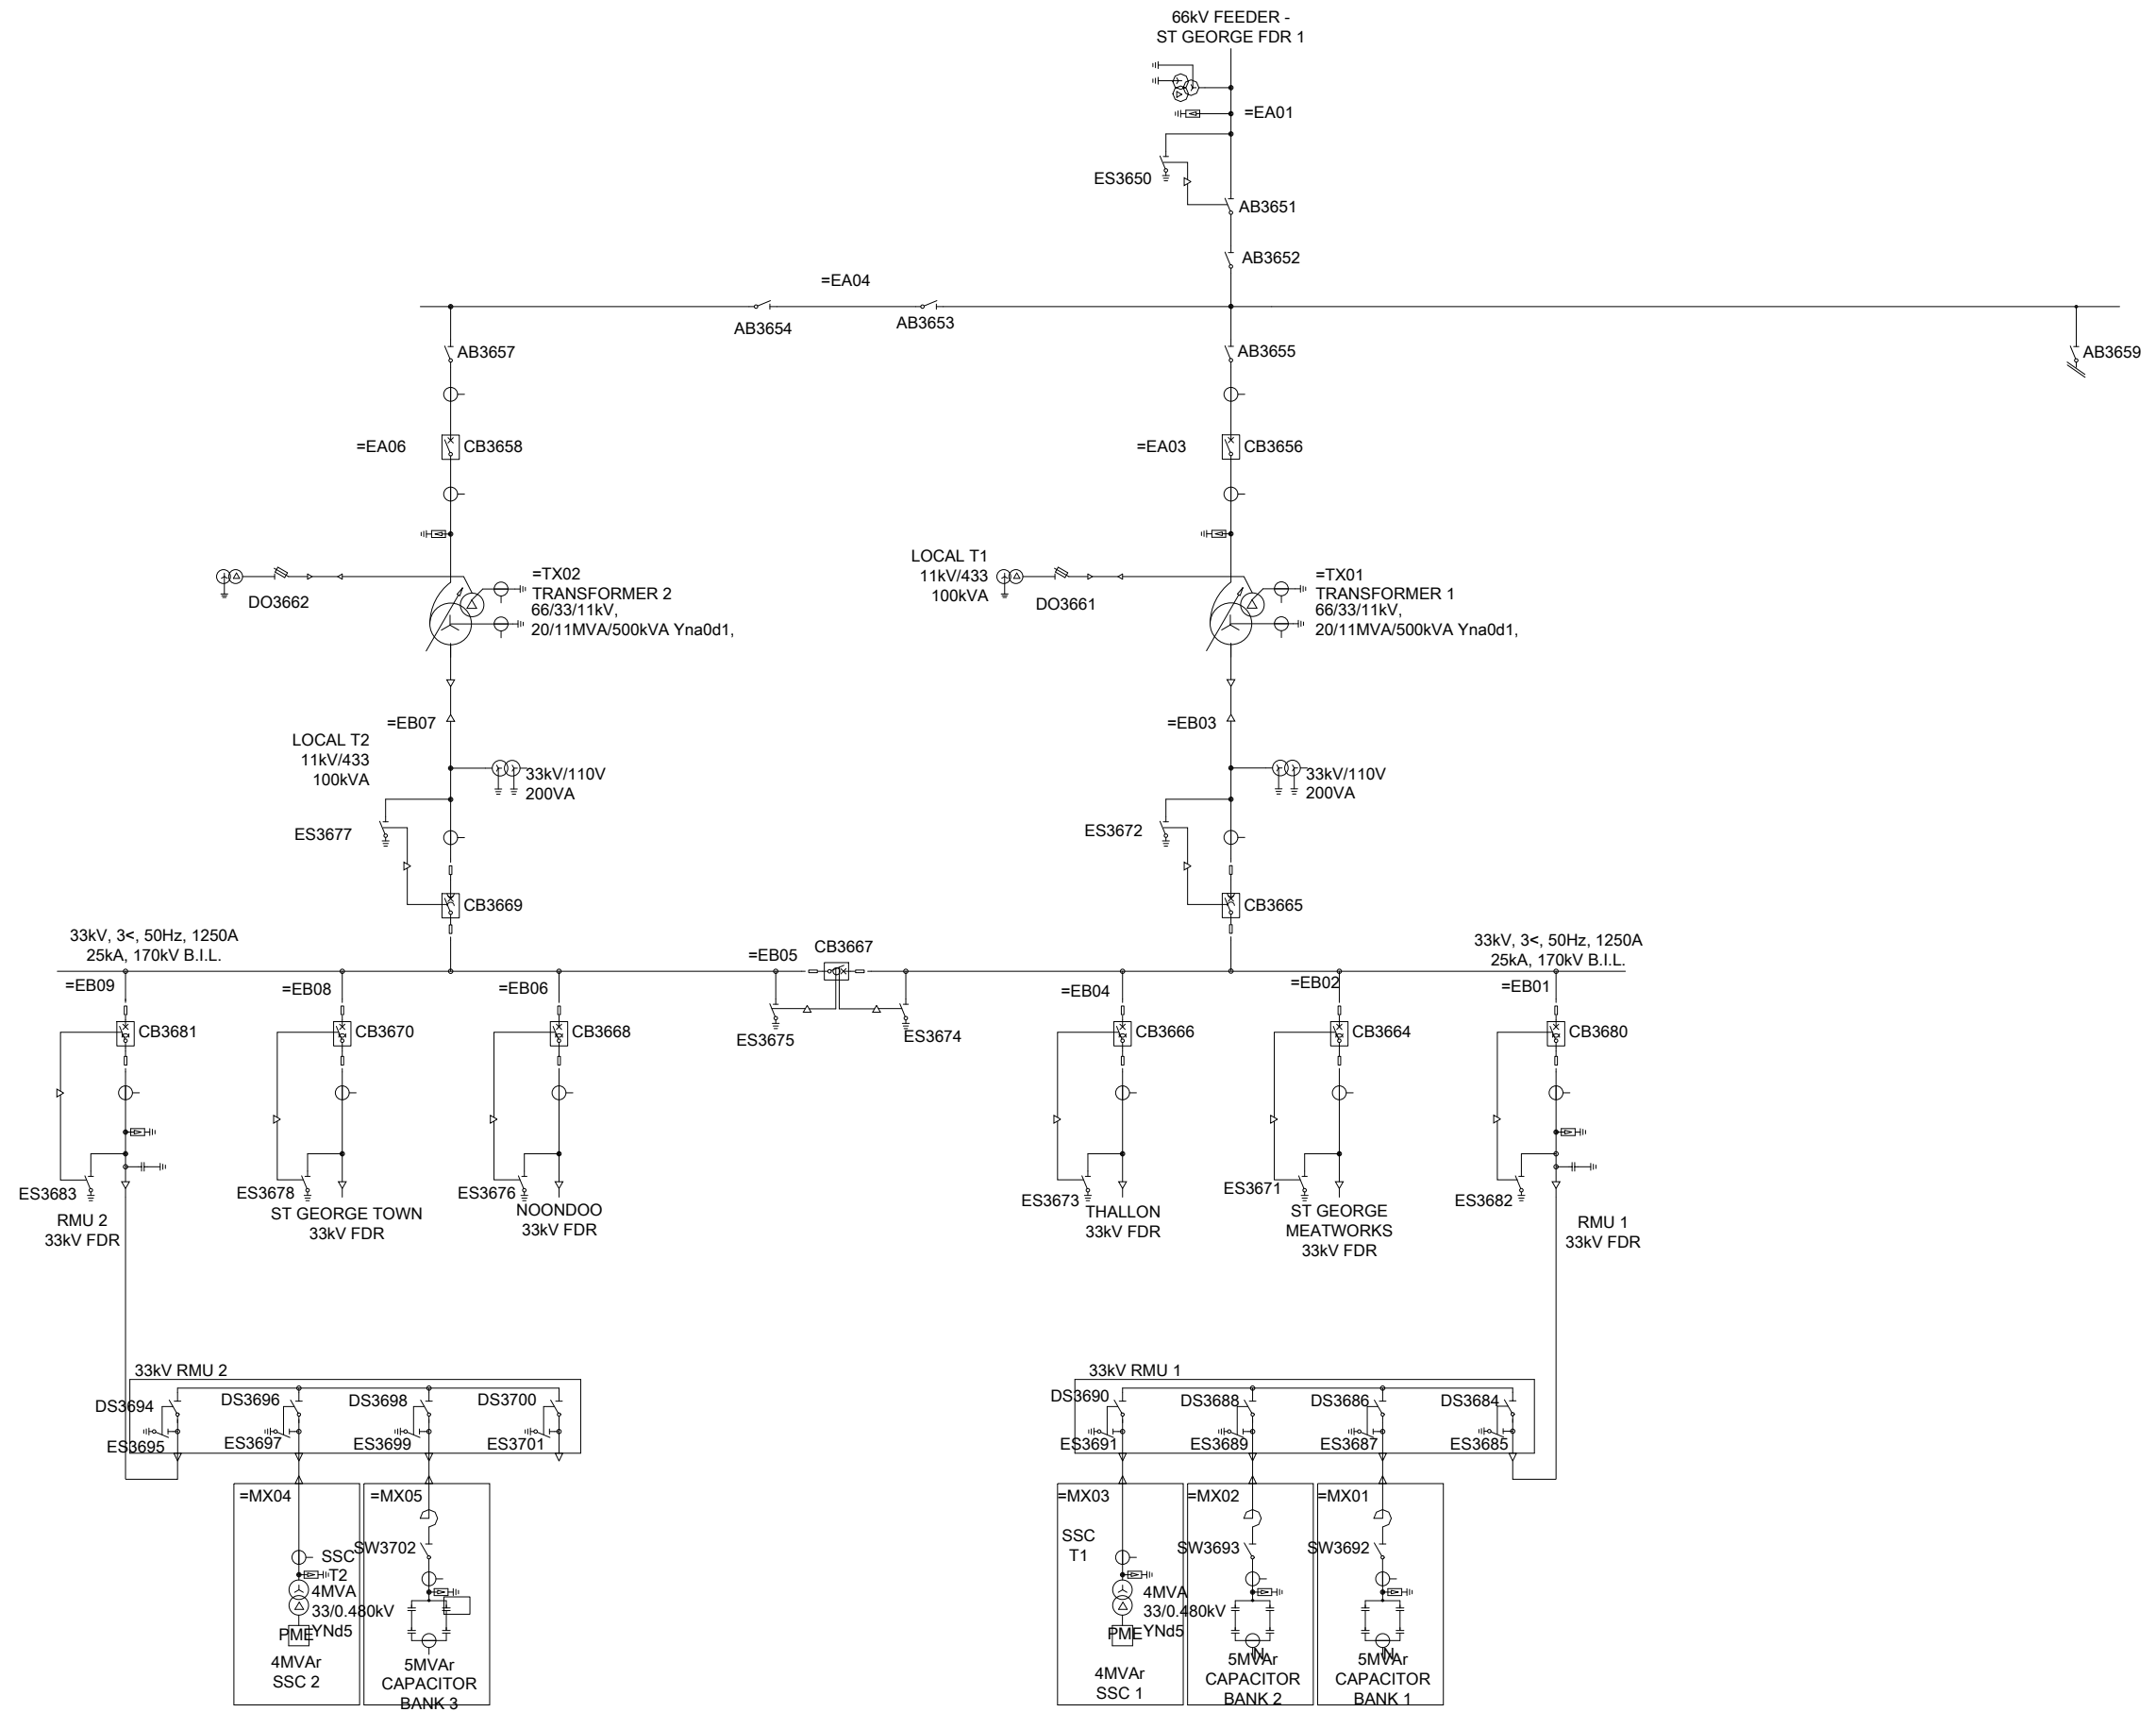 66kV FEEDER -
ST GEORGE FDR 1
=EA01
ES3650
AB3651
AB3652
=EA04
AB3654
AB3653
AB3657
AB3655
AB3659
=EA06
CB3658
=EA03
CB3656
DO3662
=TX02
TRANSFORMER 2
66/33/11kV,
20/11MVA/500kVA Yna0d1,
LOCAL T1
11kV/433
100kVA
DO3661
=TX01
TRANSFORMER 1
66/33/11kV,
20/11MVA/500kVA Yna0d1,
=EB07
LOCAL T2
11kV/433
100kVA
33kV/110V
200VA
ES3677
CB3669
=EB03
33kV/110V
200VA
ES3672
CB3665
33kV, 3<, 50Hz, 1250A
25kA, 170kV B.I.L.
=EB05
CB3667
33kV, 3<, 50Hz, 1250A
25kA, 170kV B.I.L.
=EB09
=EB08
=EB06
=EB04
=EB02
=EB01
CB3681
CB3670
CB3668
ES3675
ES3674
CB3666
CB3664
CB3680
ES3683
RMU 2
33kV FDR
ES3678
ST GEORGE TOWN
33kV FDR
ES3676
NOONDOO
33kV FDR
ES3673
THALLON
33kV FDR
ES3671
ST GEORGE
MEATWORKS
33kV FDR
ES3682
RMU 1
33kV FDR
33kV RMU 2
DS3694
DS3696
DS3698
DS3700
ES3695
ES3697
ES3699
ES3701
33kV RMU 1
DS3690
DS3688
DS3686
DS3684
ES3691
ES3689
ES3687
ES3685
=MX04
SSC
T2
4MVA
33/0.480kV
YNd5
PME
4MVAr
SSC 2
=MX05
SW3702
5MVAr
CAPACITOR
BANK 3
=MX03
SSC
T1
4MVA
33/0.480kV
YNd5
PME
4MVAr
SSC 1
=MX02
SW3693
N
5MVAr
CAPACITOR
BANK 2
=MX01
SW3692
N
5MVAr
CAPACITOR
BANK 1